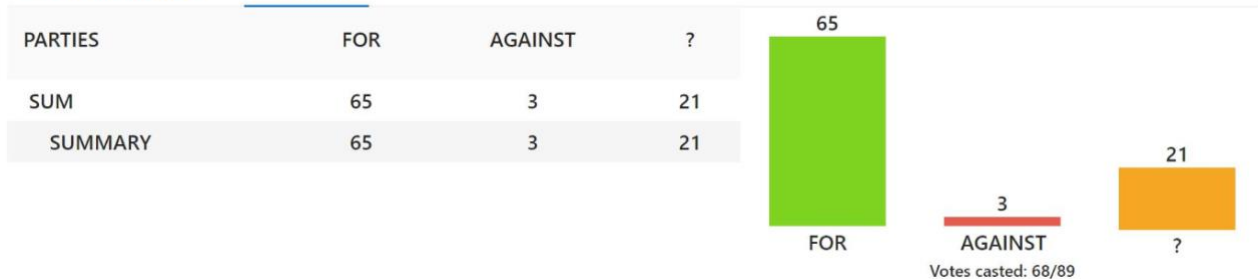 PARTIES FOR AGAINST ?
SUM 65 3 21
SUMMARY 65 3 21
65
3
21
FOR AGAINST ?
Votes casted: 68/89